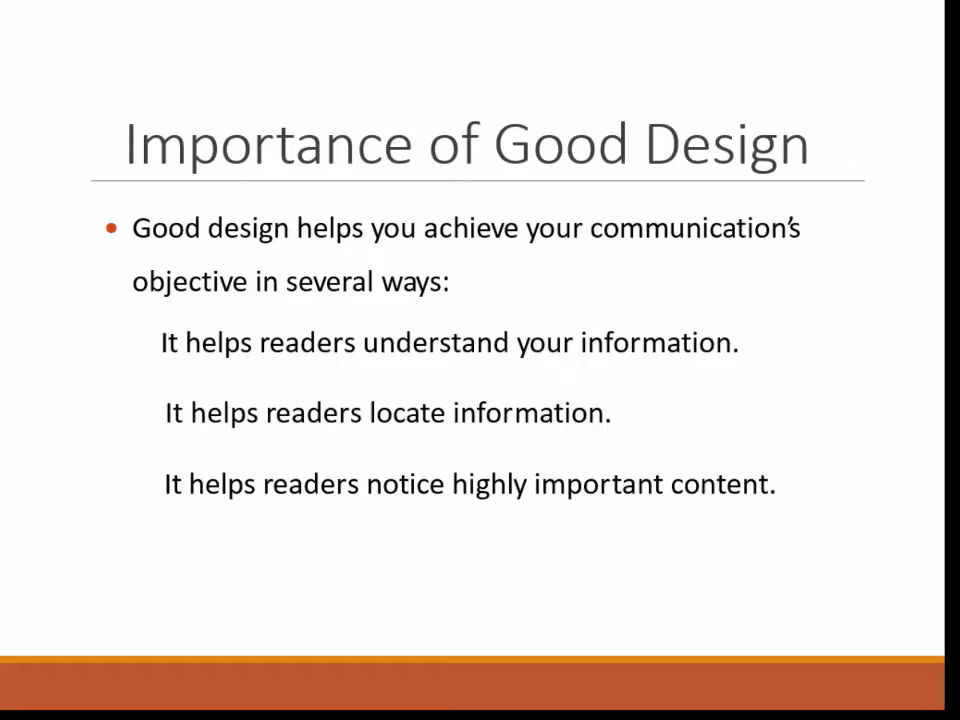 Importance of Good Design
• Good design helps you achieve your communication’s
objective in several ways:
It helps readers understand your information.
It helps readers locate information.
It helps readers notice highly important content.